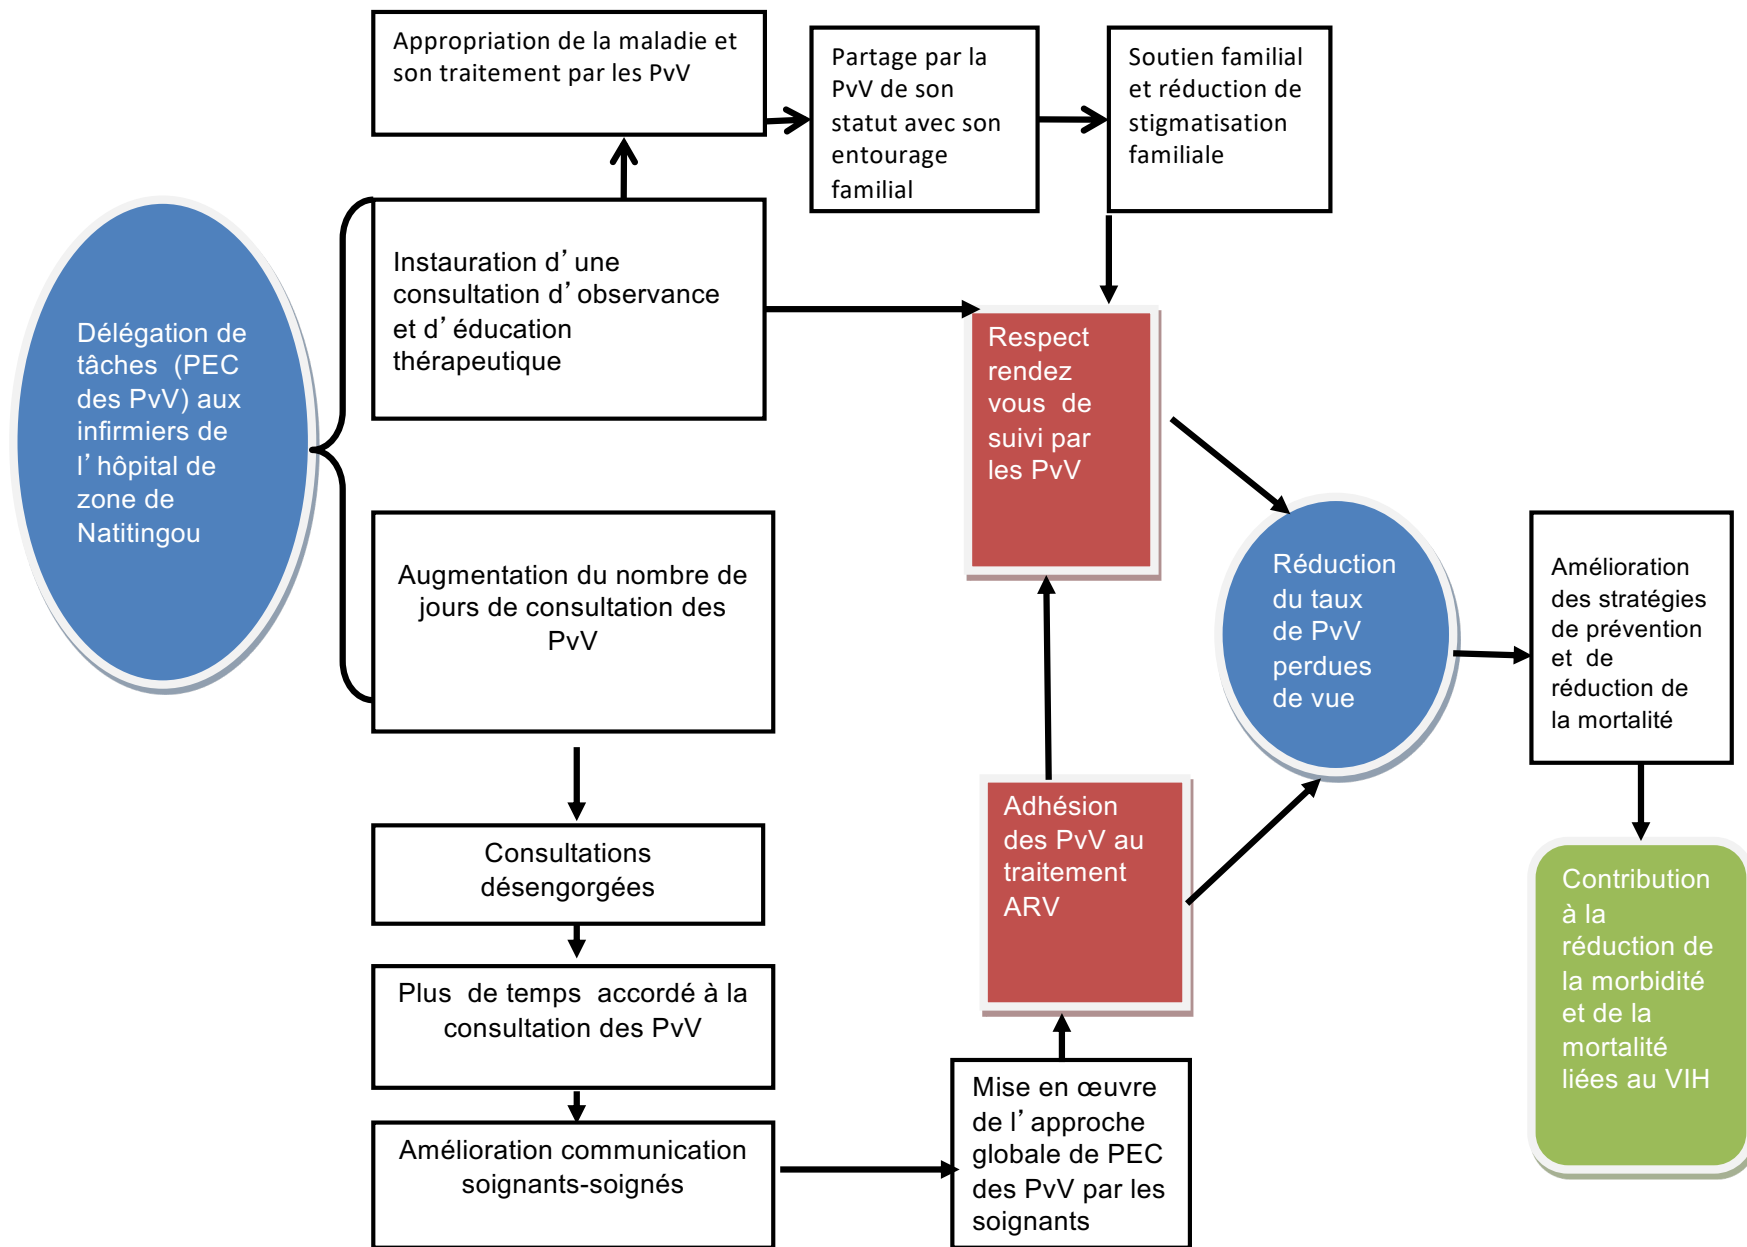 Appropriation de la maladie et
son traitement par les PvV
Partage par la
PvV de son
statut avec son
entourage
familial
Soutien familial
et réduction de
stigmatisation
familiale
Délégation de
tâches (PEC
des PvV) aux
infirmiers de
l’hôpital de
zone de
Natitingou
Instauration d’une
consultation d’observance
et d’éducation
thérapeutique
Respect
rendez
vous de
suivi par
les PvV
Augmentation du nombre de
jours de consultation des
PvV
Réduction
du taux
de PvV
perdues
de vue
Amélioration
des stratégies
de prévention
et de
réduction de
la mortalité
Consultations
désengorgées
Adhésion
des PvV au
traitement
ARV
Contribution
à la
réduction de
la morbidité
et de la
mortalité
liées au VIH
Plus de temps accordé à la
consultation des PvV
Amélioration communication
soignants-soignés
Mise en œuvre
de l’approche
globale de PEC
des PvV par les
soignants